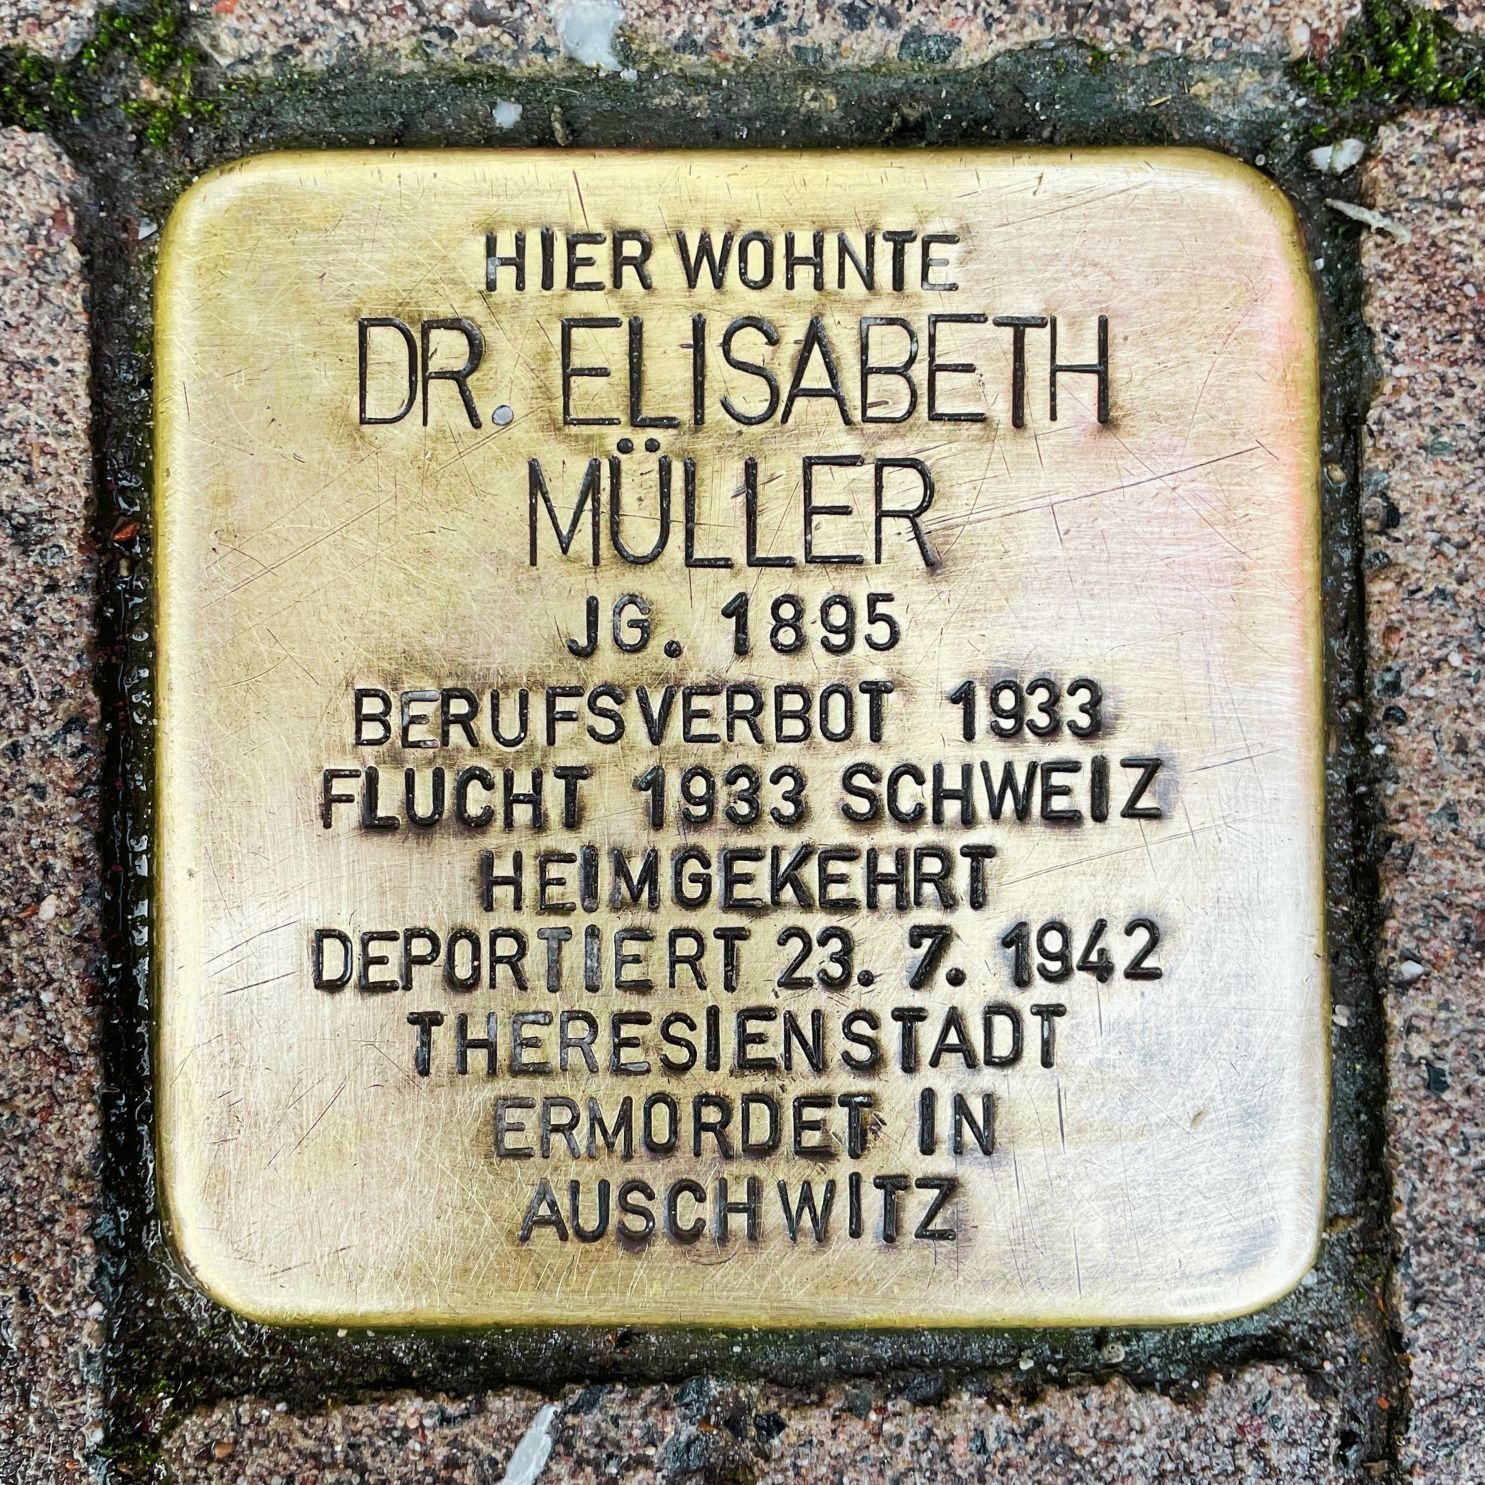 HIER WOHNTE
DR. ELISABETH
MÜLLER
JG. 1895
BERUFSVERBOT 1933
FLUCHT 1933 SCHWEIZ
HEIMGEKEHRT
DEPORTIERT 23. 7. 1942
THERESIENSTADT
ERMORDET IN
AUSCHWITZ